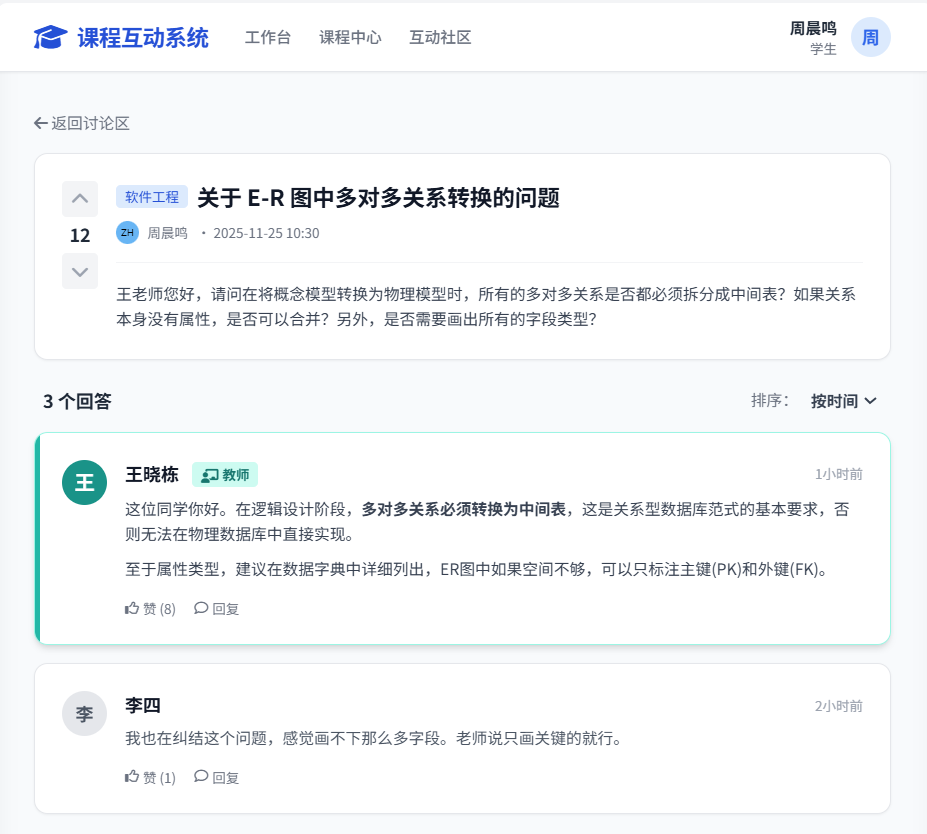 课程互动系统 工作台 课程中心 互动社区 周晨鸣 周
学生
返回讨论区
软件工程 关于 E-R 图中多对多关系转换的问题
12 ZH 周晨鸣 · 2025-11-25 10:30
王老师您好，请问在将概念模型转换为物理模型时，所有的多对多关系是否都必须拆分成中间表？如果关系
本身没有属性，是否可以合并？另外，是否需要画出所有的字段类型？
3 个回答 排序： 按时间
王 王晓栋 教师 1小时前
这位同学你好。在逻辑设计阶段，多对多关系必须转换为中间表，这是关系型数据库范式的基本要求，否
则无法在物理数据库中直接实现。
至于属性类型，建议在数据字典中详细列出，ER图中如果空间不够，可以只标注主键(PK)和外键(FK)。
赞 (8) 回复
李 李四 2小时前
我也在纠结这个问题，感觉画不下那么多字段。老师说只画关键的就行。
赞 (1) 回复